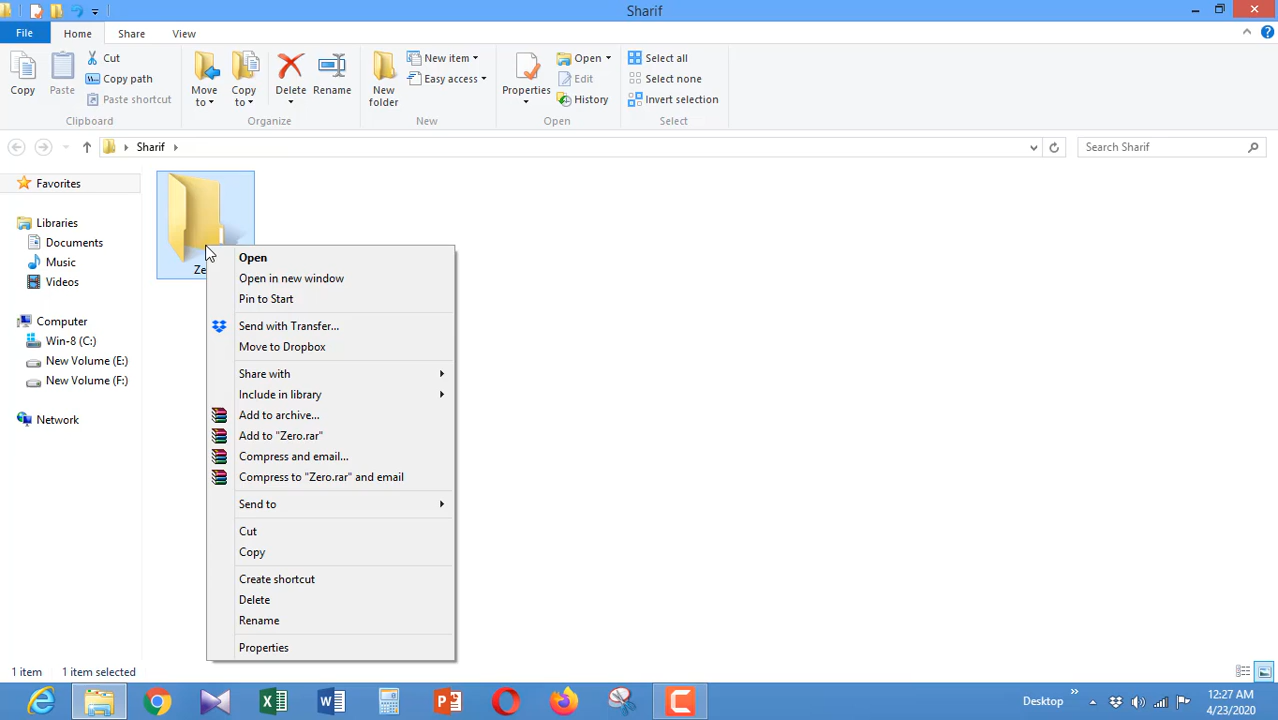 Sharif
File Home Share View
Copy
Paste
Cut
Copy path
Paste shortcut
Clipboard
Move to
Copy to
Delete
Rename
Organize
New folder
New item
Easy access
New
Properties
Open
Edit
History
Open
Select all
Select none
Invert selection
Select
Sharif
Search Sharif
Favorites
Libraries
Documents
Music
Videos
Computer
Win-8 (C:)
New Volume (E:)
New Volume (F:)
Network
Ze
Open
Open in new window
Pin to Start
Send with Transfer...
Move to Dropbox
Share with
Include in library
Add to archive...
Add to "Zero.rar"
Compress and email...
Compress to "Zero.rar" and email
Send to
Cut
Copy
Create shortcut
Delete
Rename
Properties
1 item 1 item selected
Desktop
12:27 AM
4/23/2020